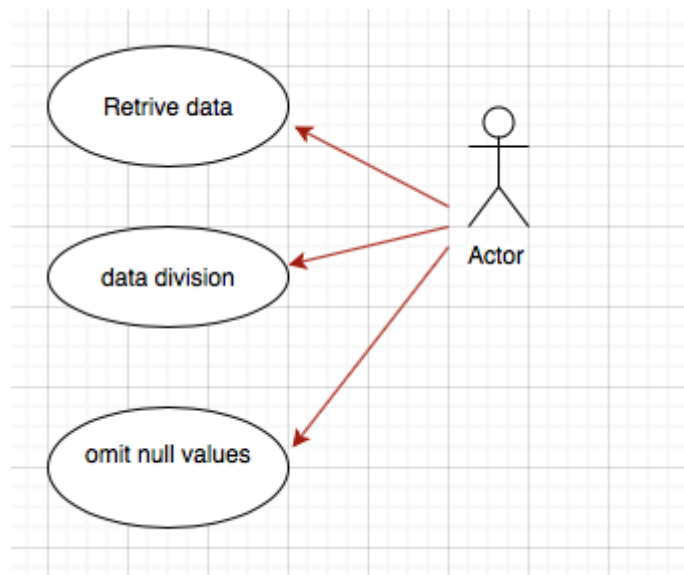 Retrive data
data division
Actor
omit null values